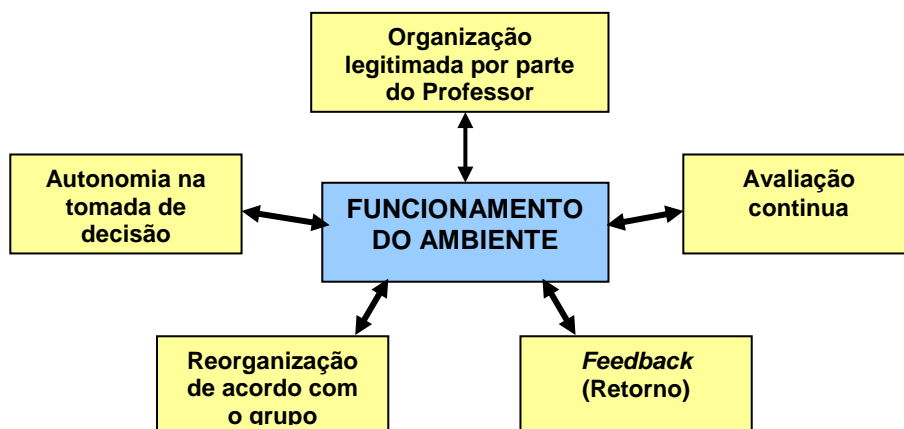 Organização
legitimada por parte
do Professor
Autonomia na
tomada de
decisão
FUNCIONAMENTO
DO AMBIENTE
Avaliação
continua
Reorganização
de acordo com
o grupo
Feedback
(Retorno)